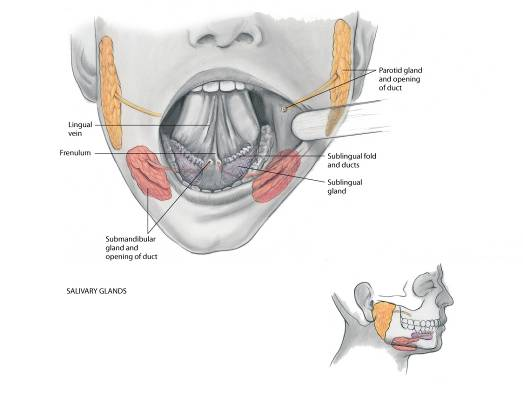 Parotid gland
and opening
of duct
Lingual
vein
Frenulum
Sublingual fold
and ducts
Sublingual
gland
Submandibular
gland and
opening of duct
SALIVARY GLANDS